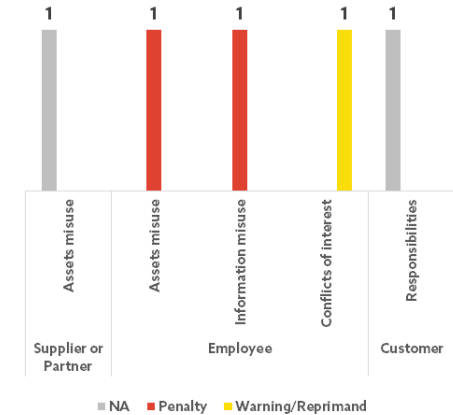 1 1 1 1 1
Assets misuse
Assets misuse
Information misuse
Conflicts of interest
Responsibilities
Supplier or
Partner
Employee
Customer
NA Penalty Warning/Reprimand